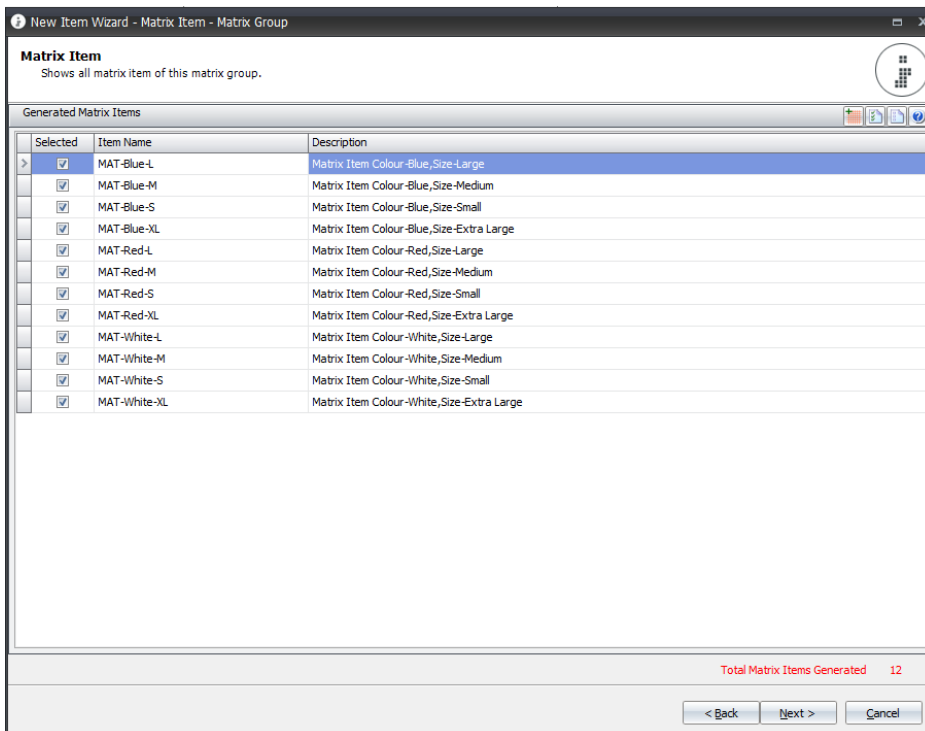 New Item Wizard - Matrix Item - Matrix Group
Matrix Item
Shows all matrix item of this matrix group.
Generated Matrix Items
Selected Item Name Description
MAT-Blue-L Matrix Item Colour-Blue,Size-Large
MAT-Blue-M Matrix Item Colour-Blue,Size-Medium
MAT-Blue-S Matrix Item Colour-Blue,Size-Small
MAT-Blue-XL Matrix Item Colour-Blue,Size-Extra Large
MAT-Red-L Matrix Item Colour-Red,Size-Large
MAT-Red-M Matrix Item Colour-Red,Size-Medium
MAT-Red-S Matrix Item Colour-Red,Size-Small
MAT-Red-XL Matrix Item Colour-Red,Size-Extra Large
MAT-White-L Matrix Item Colour-White,Size-Large
MAT-White-M Matrix Item Colour-White,Size-Medium
MAT-White-S Matrix Item Colour-White,Size-Small
MAT-White-XL Matrix Item Colour-White,Size-Extra Large
Total Matrix Items Generated 12
< Back Next > Cancel